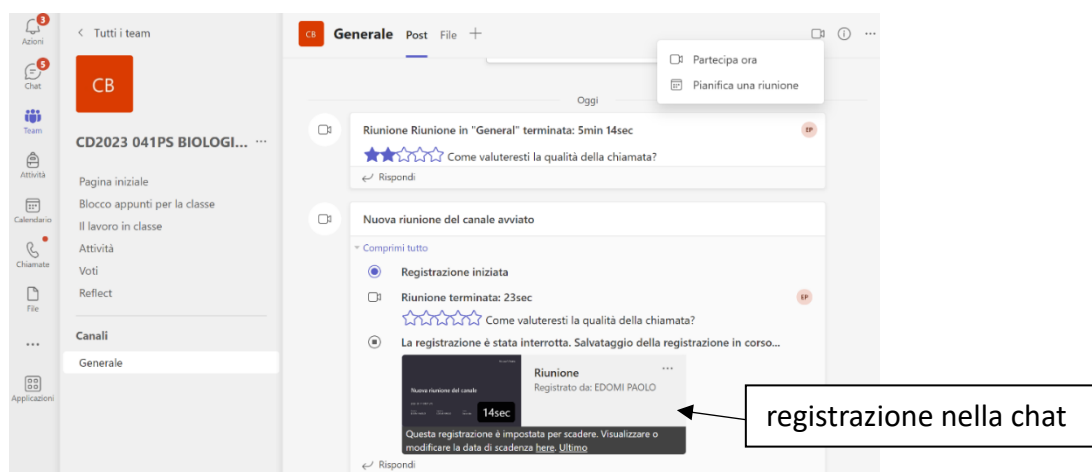 3
Azioni
9
Chat
Team
Attività
Calendario
Chiamate
File
Applicazioni
Tutti i team
CB
CD2023 041PS BIOLOGI... ...
Pagina iniziale
Blocco appunti per la classe
Il lavoro in classe
Attività
Voti
Reflect
Canali
Generale
CB Generale Post File
Partecipa ora
Pianifica una riunione
Oggi
Riunione Riunione in "General" terminata: 5min 14sec EP
Come valuteresti la qualità della chiamata?
Rispondi
Nuova riunione del canale avviato
Comprimi tutto
Registrazione iniziata
Riunione terminata: 23sec EP
Come valuteresti la qualità della chiamata?
La registrazione è stata interrotta. Salvataggio della registrazione in corso...
Nuova riunione del canale
14sec
Riunione ...
Registrato da: EDOMI PAOLO
Questa registrazione è impostata per scadere. Visualizzare o
modificare la data di scadenza here. Ultimo
Rispondi
registrazione nella chat